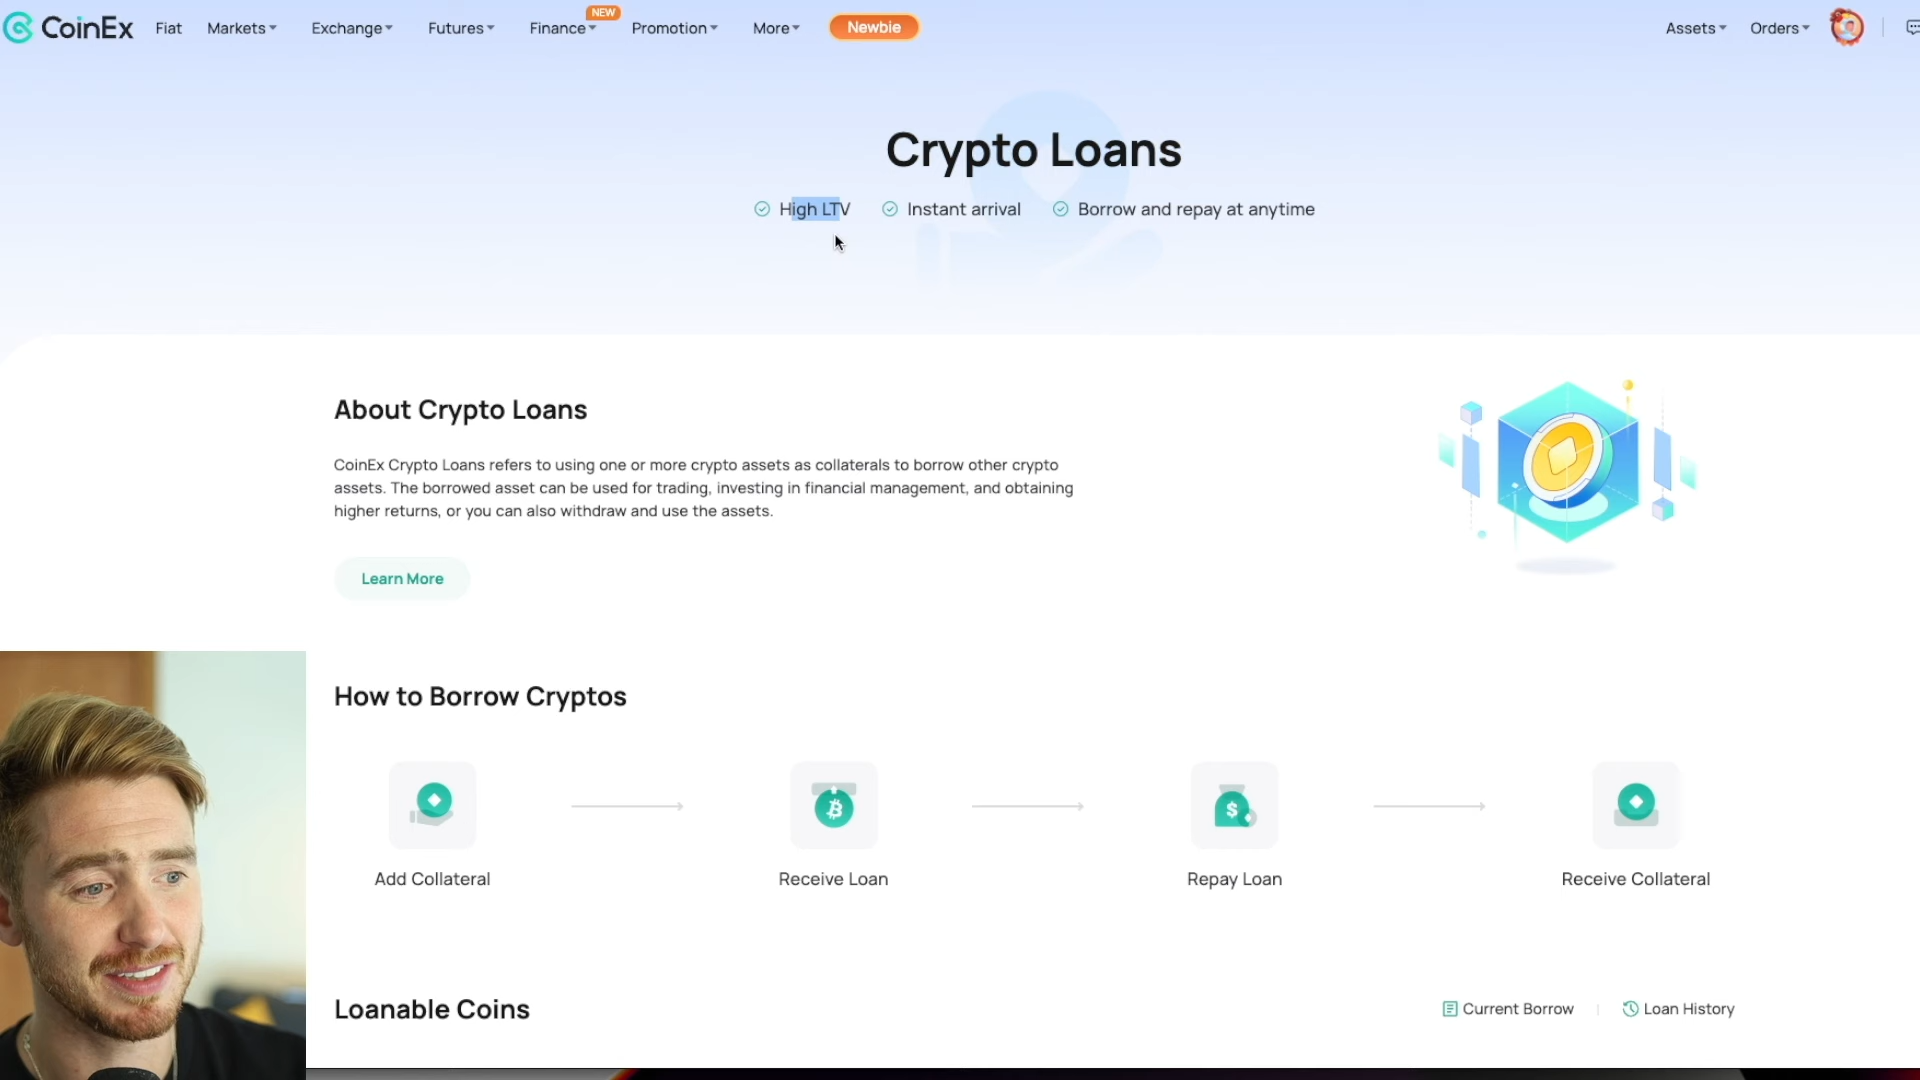 CoinEx Fiat Markets Exchange Futures Finance NEW Promotion More Newbie Assets Orders
Crypto Loans
High LTV Instant arrival Borrow and repay at anytime
About Crypto Loans
CoinEx Crypto Loans refers to using one or more crypto assets as collaterals to borrow other crypto
assets. The borrowed asset can be used for trading, investing in financial management, and obtaining
higher returns, or you can also withdraw and use the assets.
Learn More
How to Borrow Cryptos
Add Collateral Receive Loan Repay Loan Receive Collateral
Loanable Coins Current Borrow Loan History